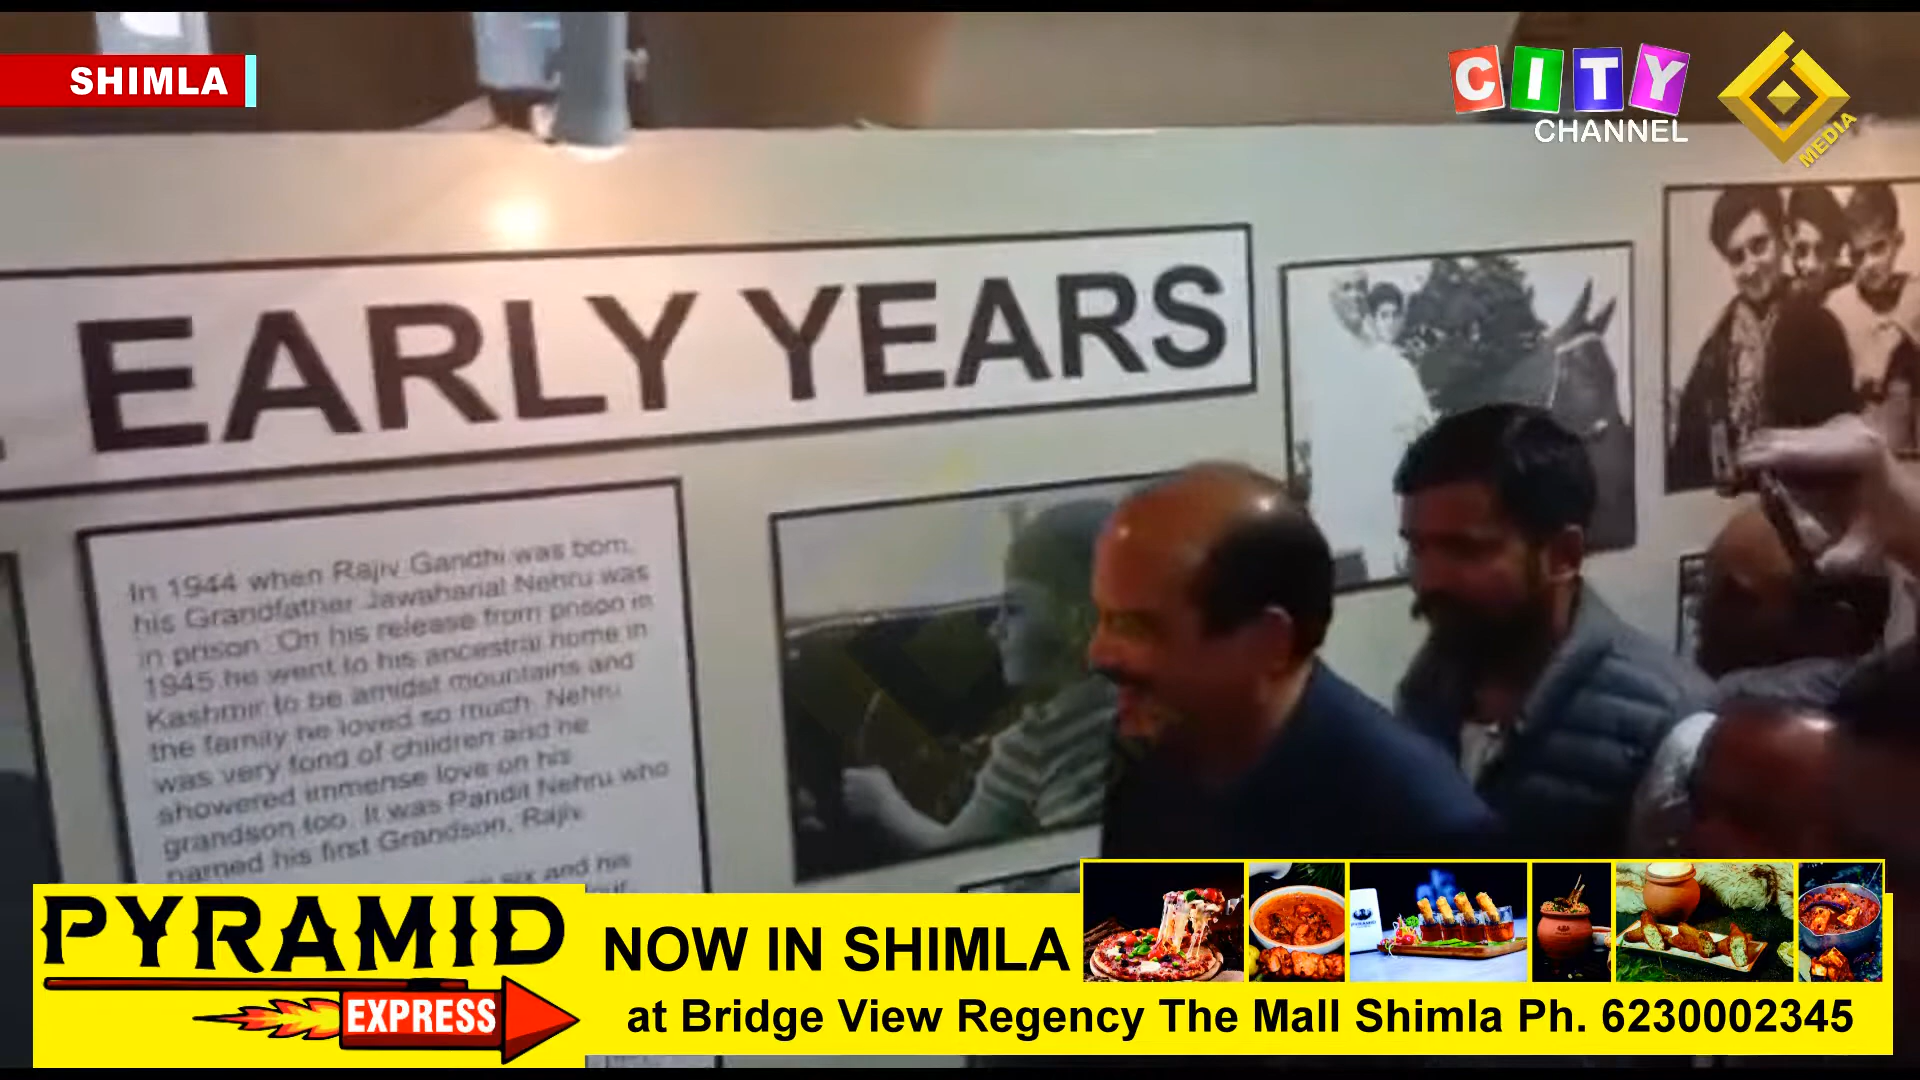 SHIMLA
CITY
CHANNEL
MEDIA
EARLY YEARS
In 1944 when Rajiv Gandhi was born,
his Grandfather Jawaharlal Nehru was
in prison. On his release from prison in
1945 he went to his ancestral home in
Kashmir to be amidst mountains and
the family he loved so much. Nehru
was very fond of children and he
showered immense love on his
grandson too. It was Pandit Nehru who
named his first Grandson, Rajiv.
six and his
PYRAMID
EXPRESS
NOW IN SHIMLA
at Bridge View Regency The Mall Shimla Ph. 6230002345
PYRAMID